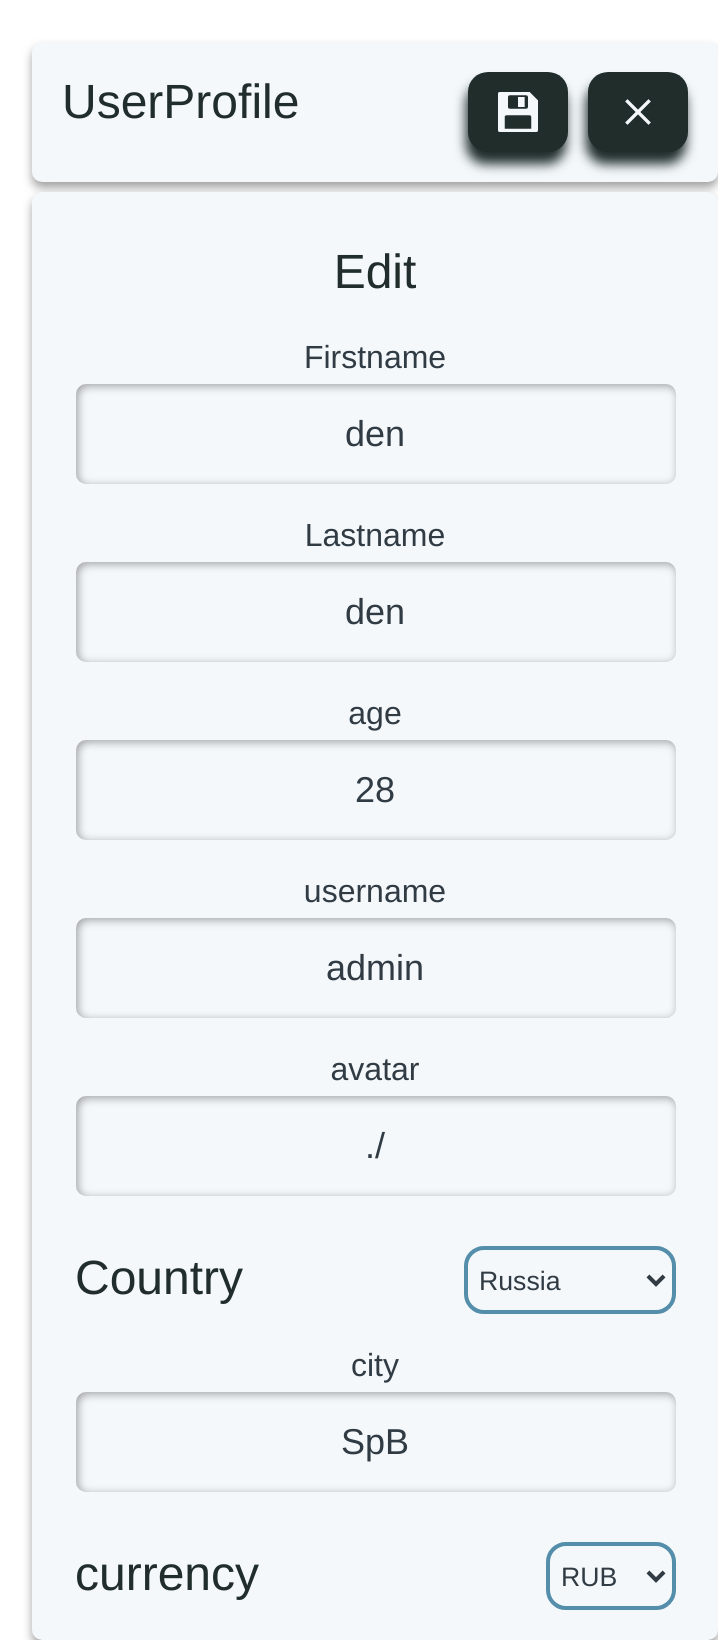 UserProfile
Edit
Firstname
den
Lastname
den
age
28
username
admin
avatar
./
Country
Russia
city
SpB
currency
RUB